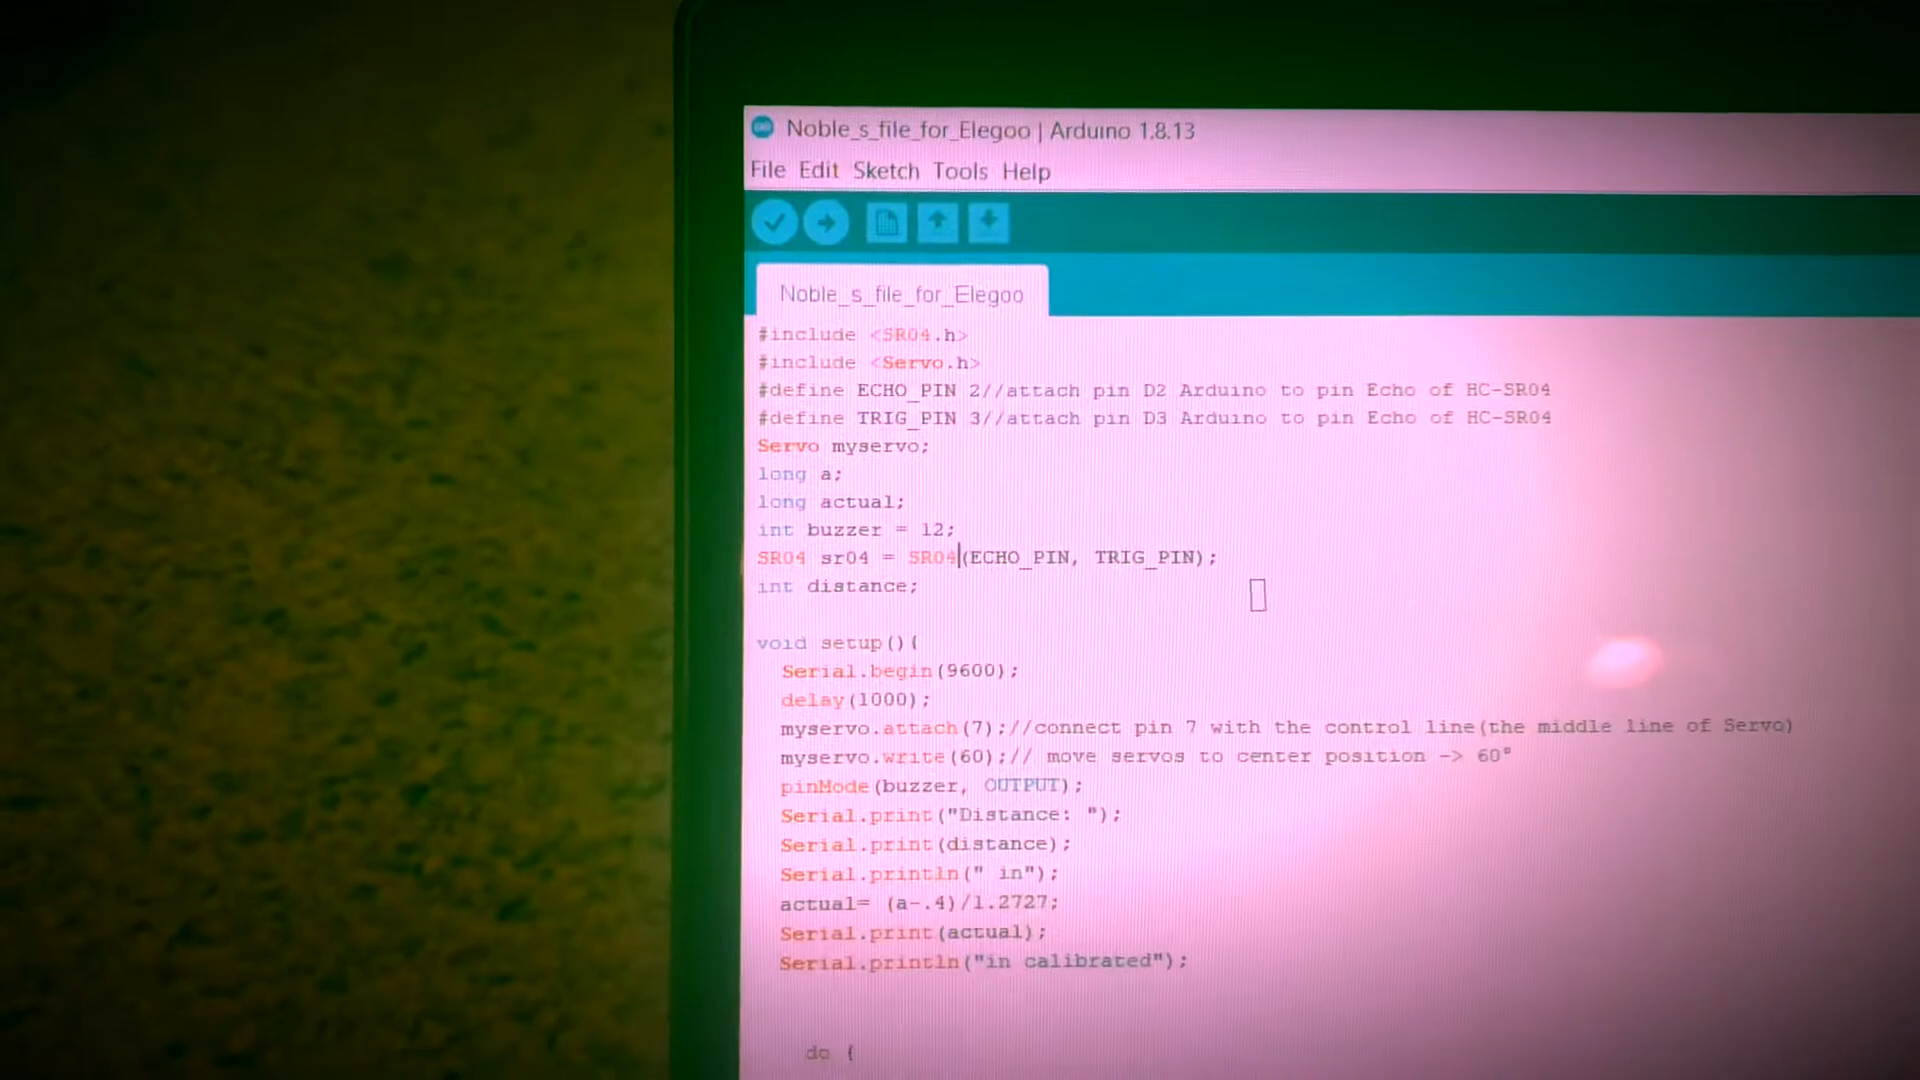 Noble_s_file_for_Elegoo | Arduino 1.8.13
File Edit Sketch Tools Help
Noble_s_file_for_Elegoo
#include <SR04.h>
#include <Servo.h>
#define ECHO_PIN 2//attach pin D2 Arduino to pin Echo of HC-SR04
#define TRIG_PIN 3//attach pin D3 Arduino to pin Echo of HC-SR04
Servo myservo;
long a;
long actual;
int buzzer = 12;
SR04 sr04 = SR04(ECHO_PIN, TRIG_PIN);
int distance;
void setup(){
Serial.begin(9600);
delay(1000);
myservo.attach(7);//connect pin 7 with the control line(the middle line of Servo)
myservo.write(60);// move servos to center position -> 60°
pinMode(buzzer, OUTPUT);
Serial.print("Distance: ");
Serial.print(distance);
Serial.println(" in");
actual= (a-.4)/1.2727;
Serial.print(actual);
Serial.println("in calibrated");
do {